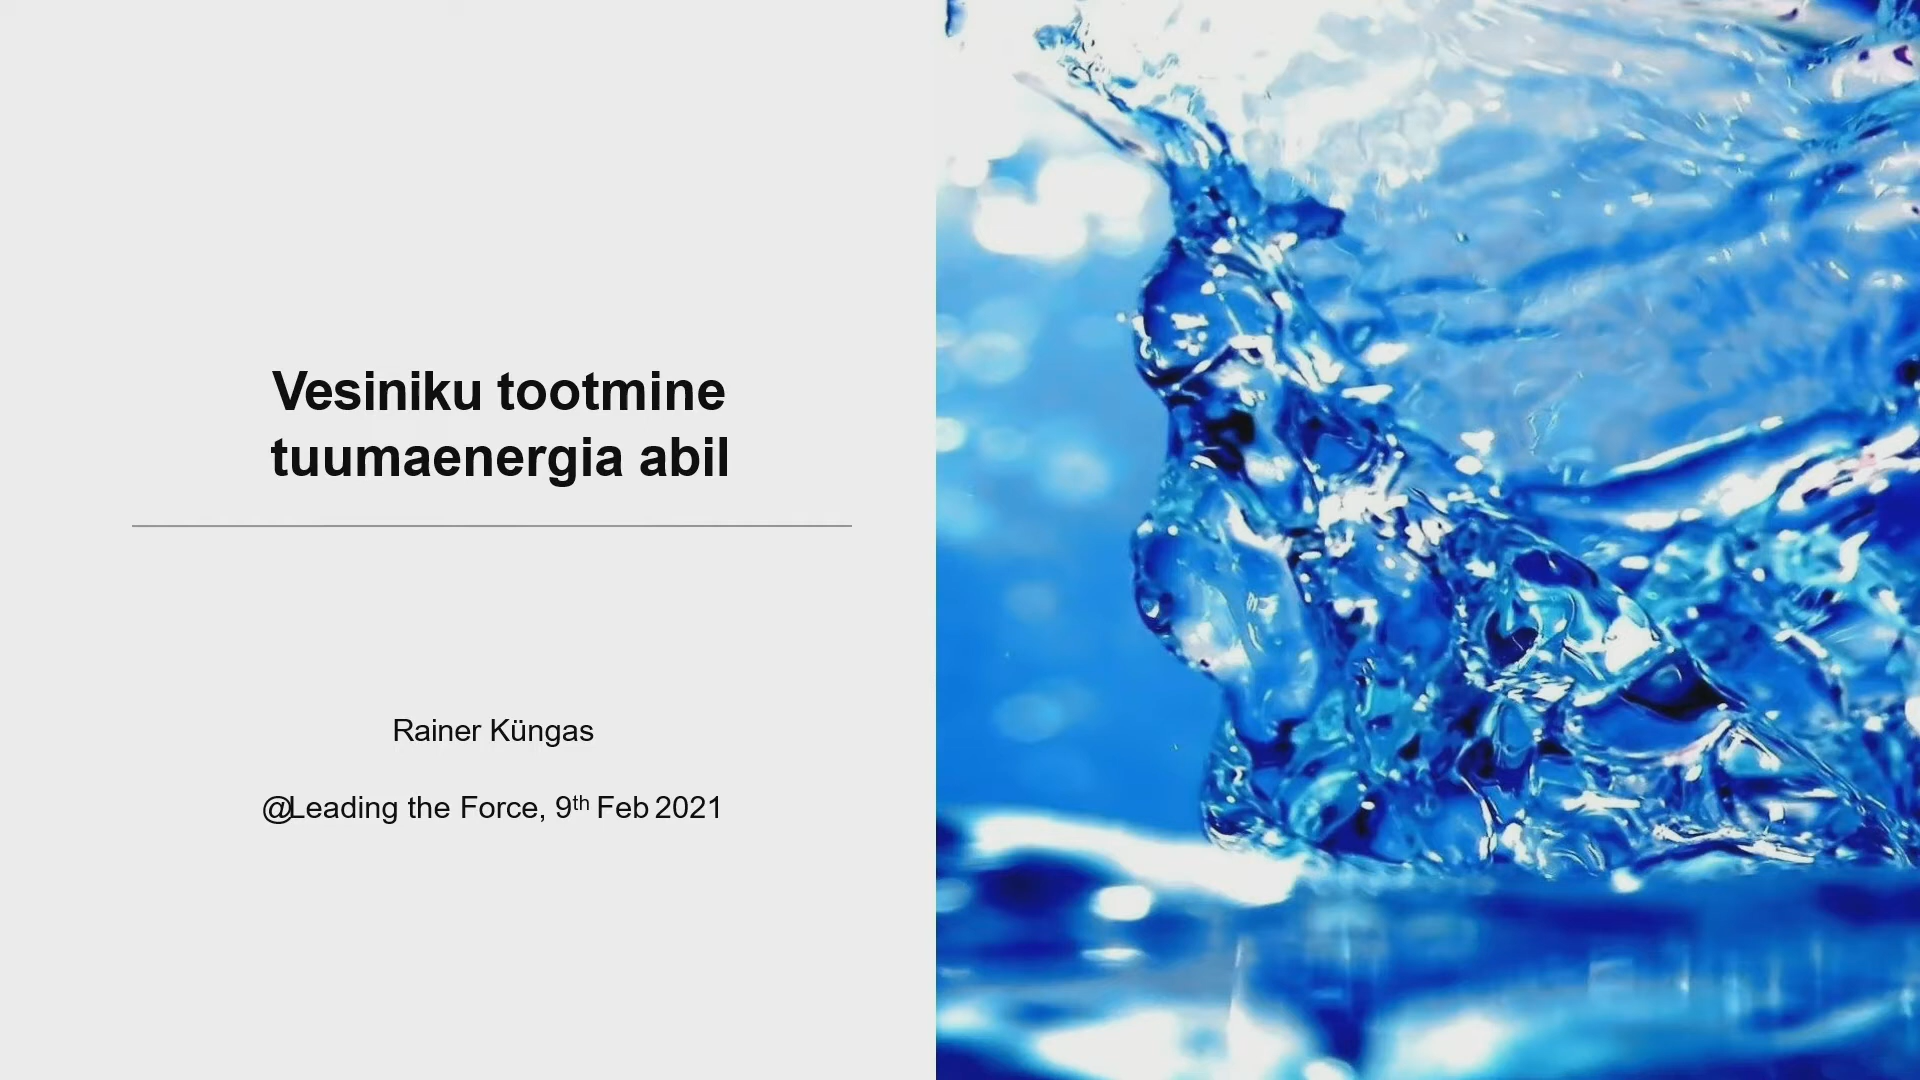 Vesiniku tootmine
tuumaenergia abil
Rainer Küngas
@Leading the Force, 9th Feb 2021